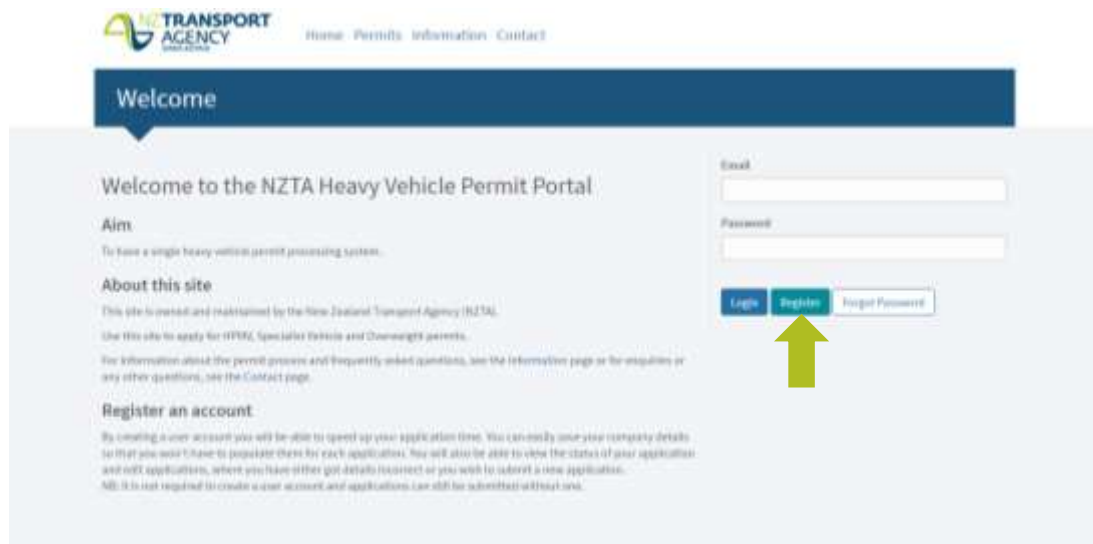 NZ TRANSPORT
AGENCY
Home Permits Information Contact
Welcome
Welcome to the NZTA Heavy Vehicle Permit Portal
Aim
To have a single heavy vehicle permit processing system.
About this site
This site is owned and maintained by the New Zealand Transport Agency (NZTA).
Use this site to apply for HPMV, Specialist Vehicle and Overweight permits.
For information about the permit process and frequently asked questions, see the Information page or for enquiries or
any other questions, see the Contact page.
Register an account
By creating a user account you will be able to speed up your application time. You can easily save your company details
so that you won't have to populate them for each application. You will also be able to view the status of your application
and edit applications, where you have either got details incorrect or you wish to submit a new application.
NB: It is not required to create a user account and applications can still be submitted without one.
Email
Password
Login Register Forgot Password